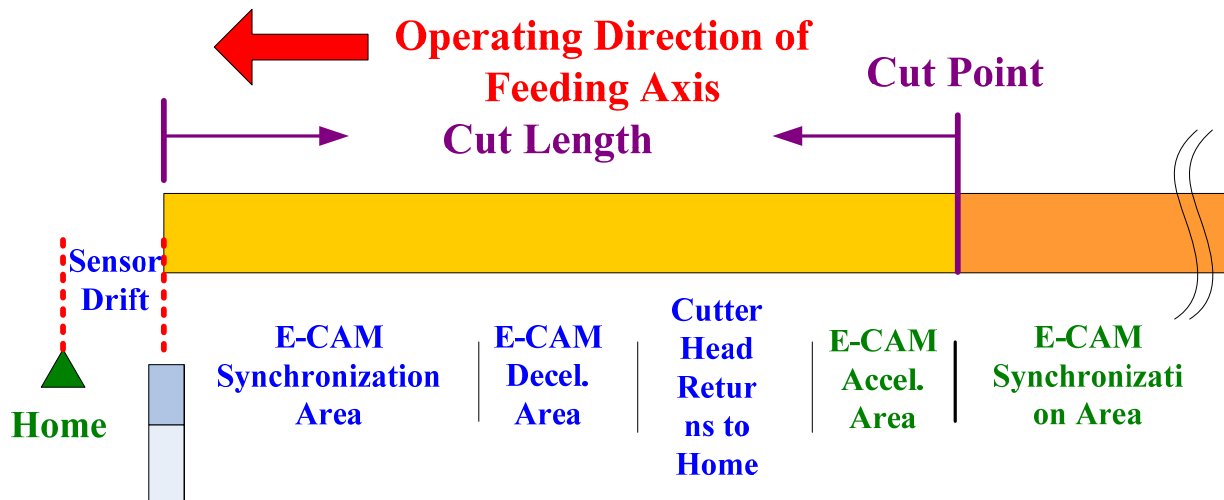 Operating Direction of
Feeding Axis
Cut Point
Cut Length
Sensor
Drift
Home
E-CAM
Synchronization
Area
E-CAM
Decel.
Area
Cutter
Head
Retur
ns to
Home
E-CAM
Accel.
Area
E-CAM
Synchronizati
on Area